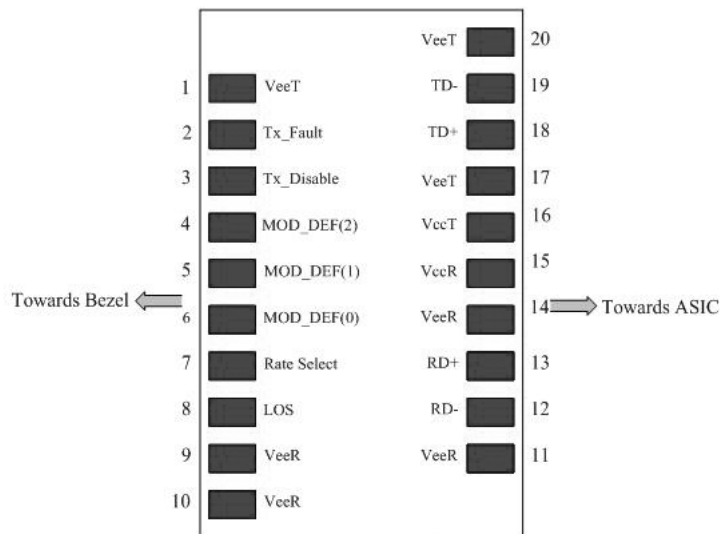 VeeT 20
1 VeeT TD- 19
2 Tx_Fault TD+ 18
3 Tx_Disable VeeT 17
4 MOD_DEF(2) VccT 16
5 MOD_DEF(1) VccR 15
Towards Bezel
6 MOD_DEF(0) VeeR 14
Towards ASIC
7 Rate Select RD+ 13
8 LOS RD- 12
9 VeeR VeeR 11
10 VeeR